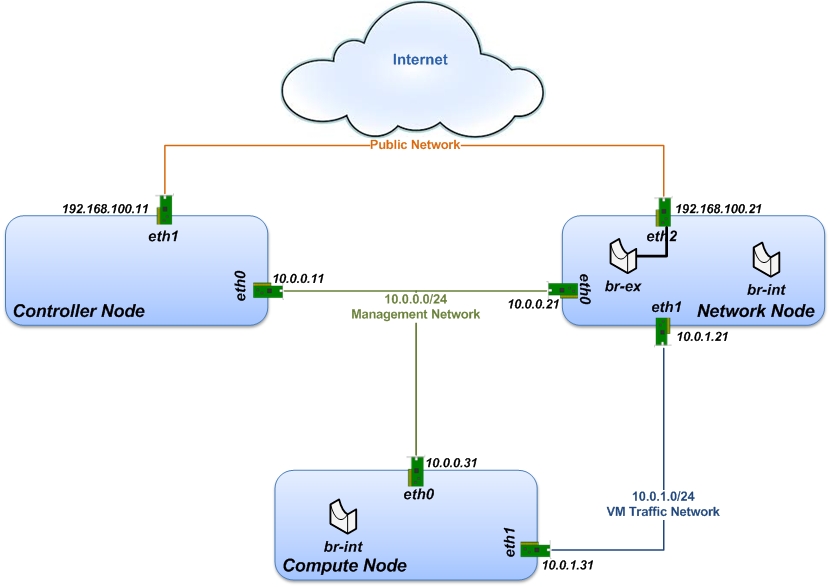 Internet
Public Network
192.168.100.11
eth1
192.168.100.21
eth2
br-ex
br-int
eth0
10.0.0.11
Controller Node
10.0.0.0/24
Management Network
10.0.0.21
eth0
eth1
Network Node
10.0.1.21
10.0.0.31
eth0
br-int
Compute Node
eth1
10.0.1.31
10.0.1.0/24
VM Traffic Network